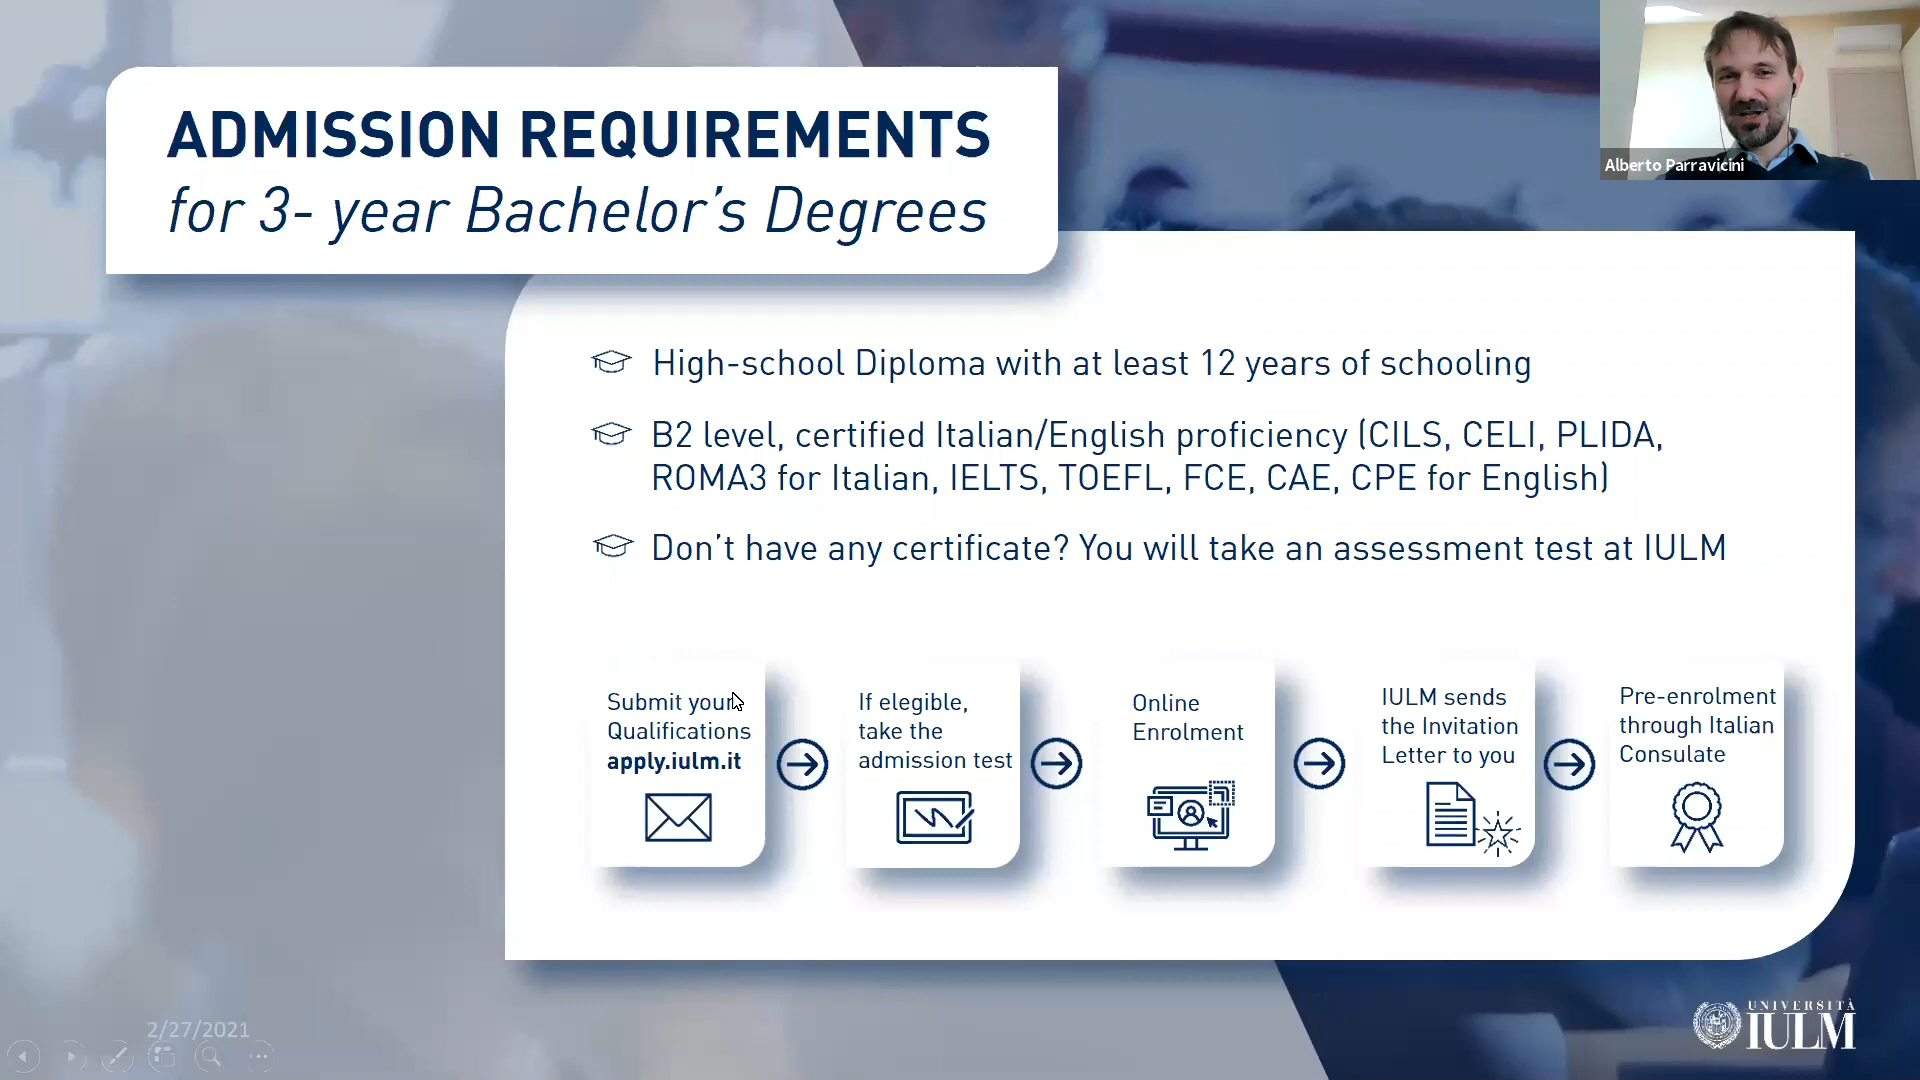 ADMISSION REQUIREMENTS
for 3- year Bachelor's Degrees
Alberto Parravicini
High-school Diploma with at least 12 years of schooling
B2 level, certified Italian/English proficiency (CILS, CELI, PLIDA,
ROMA3 for Italian, IELTS, TOEFL, FCE, CAE, CPE for English)
Don't have any certificate? You will take an assessment test at IULM
Submit your
Qualifications
apply.iulm.it
If elegible,
take the
admission test
Online
Enrolment
IULM sends
the Invitation
Letter to you
Pre-enrolment
through Italian
Consulate
2/27/2021
UNIVERSITÀ
IULM